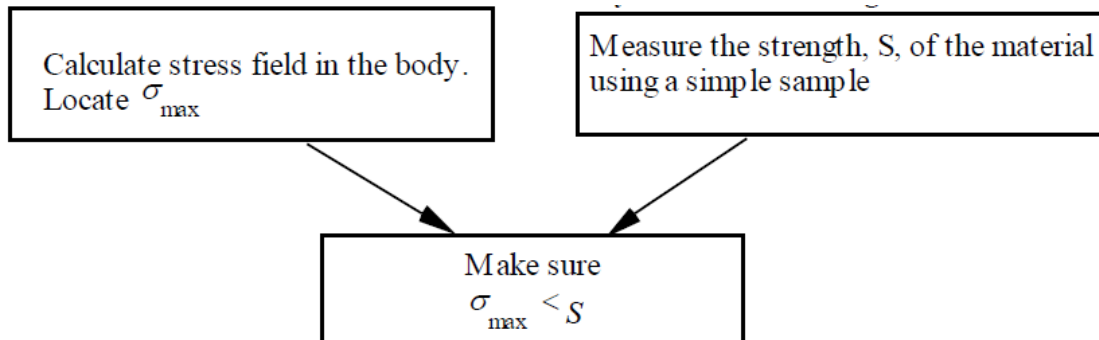 Calculate stress field in the body.
Locate σmax
Measure the strength, S, of the material
using a simple sample
Make sure
σmax < S